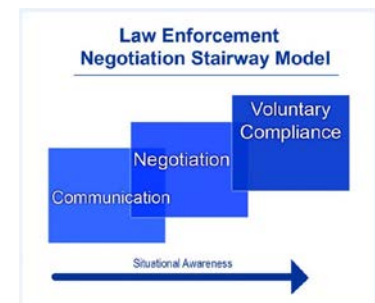 Law Enforcement
Negotiation Stairway Model
Voluntary
Compliance
Negotiation
Communication
Situational Awareness